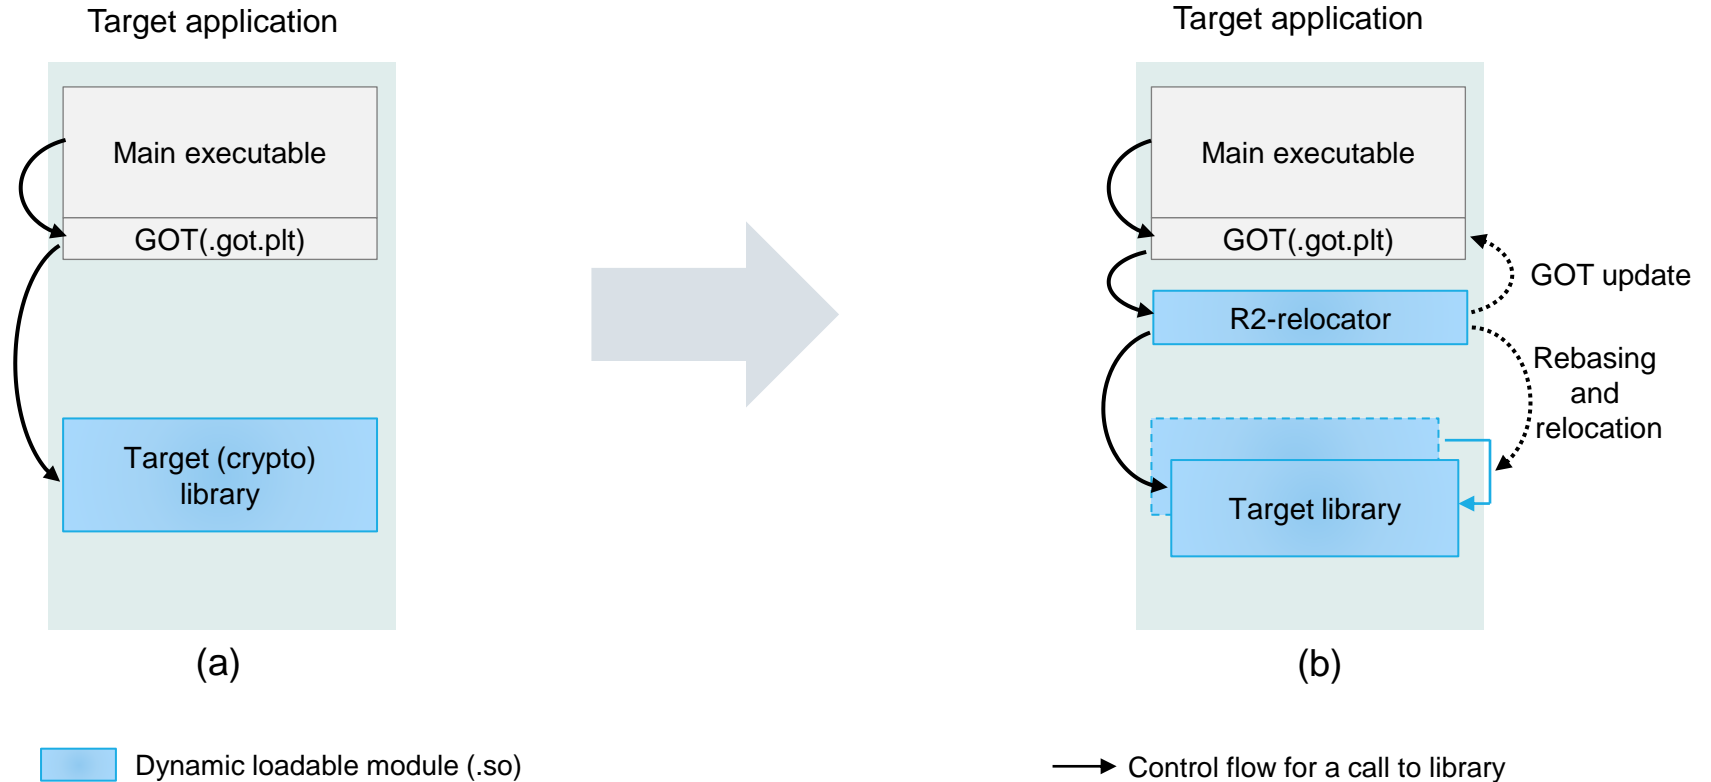 Target application
Main executable
GOT(.got.plt)
Target (crypto)
library
(a)
Target application
Main executable
GOT(.got.plt)
GOT update
R2-relocator
Rebasing
and
relocation
Target library
(b)
Dynamic loadable module (.so)
Control flow for a call to library